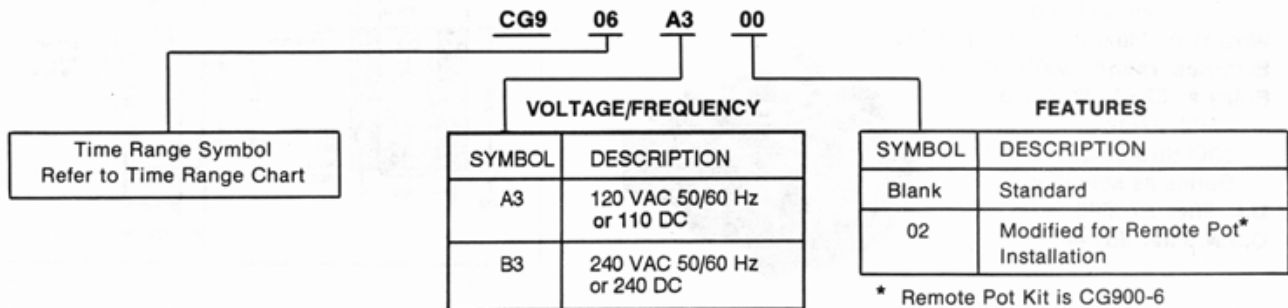 CG9 06 A3 00
Time Range Symbol
Refer to Time Range Chart
VOLTAGE/FREQUENCY
SYMBOL DESCRIPTION
A3 120 VAC 50/60 Hz
or 110 DC
B3 240 VAC 50/60 Hz
or 240 DC
FEATURES
SYMBOL DESCRIPTION
Blank Standard
02 Modified for Remote Pot*
Installation
* Remote Pot Kit is CG900-6